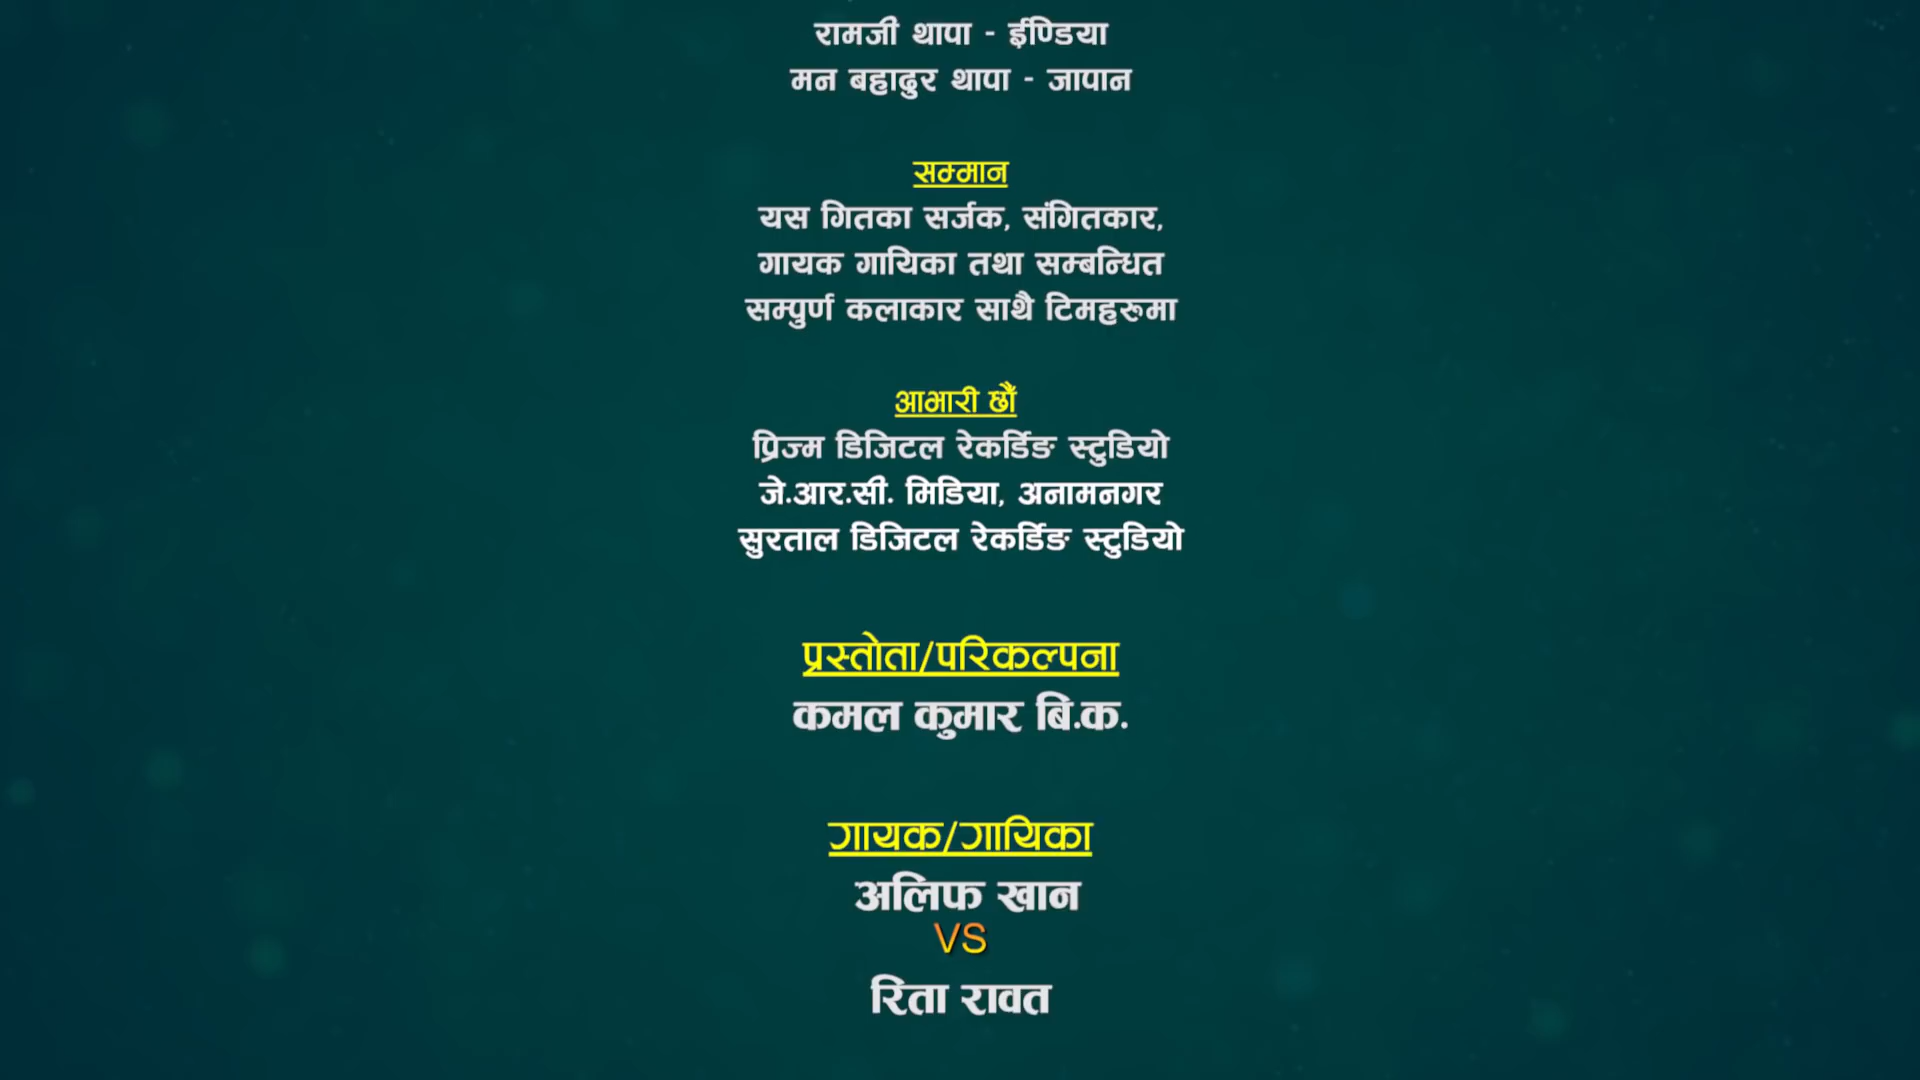 रामजी थापा - ईण्डिया
मन बहादुर थापा - जापान
सम्मान
यस गितका सर्जक, संगितकार,
गायक गायिका तथा सम्बन्धित
सम्पुर्ण कलाकार साथै टिमहरुमा
आभारी छौं
प्रिज्म डिजिटल रेकर्डिङ स्टुडियो
जे.आर.सी. मिडिया, अनामनगर
सुरताल डिजिटल रेकर्डिङ स्टुडियो
प्रस्तोता/परिकल्पना
कमल कुमार बि.क.
गायक/गायिका
अलिफ खान
VS
रिता रावत